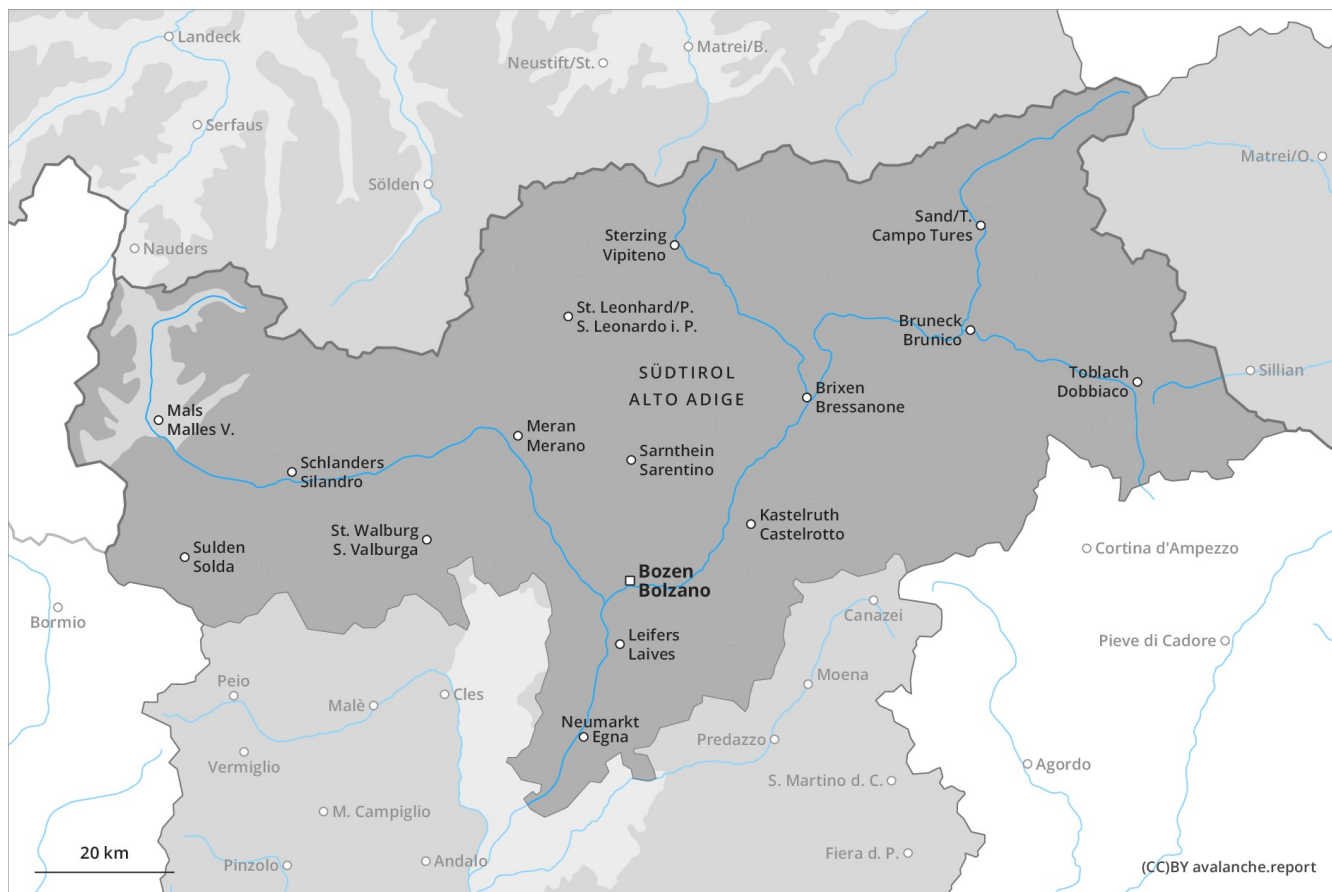 Landeck
Matrei/B.
Neustift/St.
Serfaus
Matrei/O.
Sölden
Sand/T.
Campo Tures
Sterzing
Vipiteno
Nauders
St. Leonhard/P.
S. Leonardo i. P.
Bruneck
Brunico
SÜDTIROL
ALTO ADIGE
Toblach
Dobbiaco
Sillian
Brixen
Bressanone
Mals
Malles V.
Meran
Merano
Sarnthein
Sarentino
Schlanders
Silandro
Kastelruth
Castelrotto
St. Walburg
S. Valburga
Sulden
Solda
Cortina d'Ampezzo
Bozen
Bolzano
Bormio
Canazei
Leifers
Laives
Pieve di Cadore
Moena
Peio
Cles
Malè
Neumarkt
Egna
Predazzo
Vermiglio
Agordo
S. Martino d. C.
M. Campiglio
20 km
Fiera d. P.
Andalo
Pinzolo
(CC)BY avalanche.report